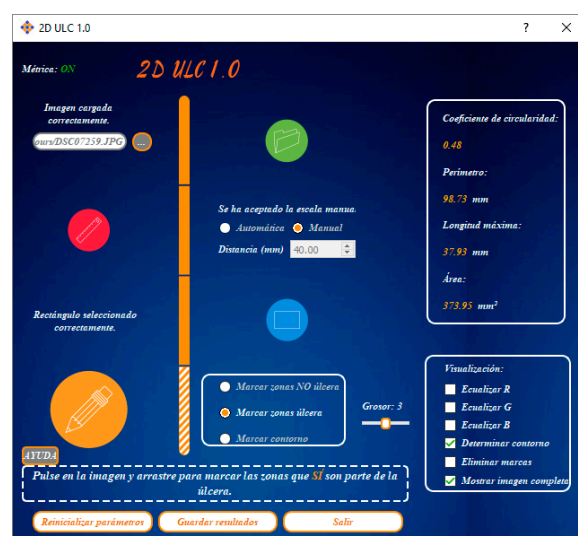 2D ULC 1.0
?
Métrica: ON
2D ULC 1.0
Imagen cargada
correctamente.
ours/DSC07259.JPG
...
Se ha aceptado la escala manua.
Automática
Manual
Distancia (mm)
40.00
Rectángulo seleccionado
correctamente.
Marcar zonas NO úlcera
Marcar zonas úlcera
Marcar contorno
Grosor: 3
Coeficiente de circularidad:
0.48
Perímetro:
98.73 mm
Longitud máxima:
37.93 mm
Área:
373.95 mm²
Visualización:
Ecualizar R
Ecualizar G
Ecualizar B
Determinar contorno
Eliminar marcas
Mostrar imagen completa
AYUDA
Pulse en la imagen y arrastre para marcar las zonas que SÍ son parte de la
úlcera.
Reinicializar parámetros
Guardar resultados
Salir